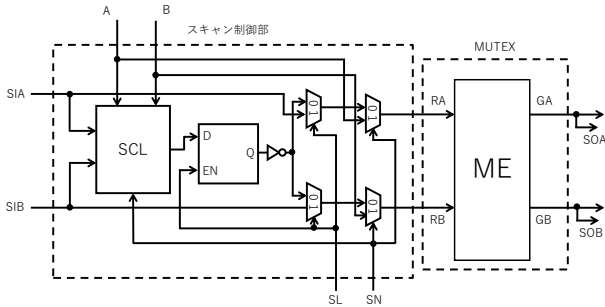 A
B
スキャン制御部
MUTEX
SIA
RA
GA
SOA
SCL
D
Q
EN
0 1
0 1
ME
SIB
0 1
0 1
RB
GB
SOB
SL
SN